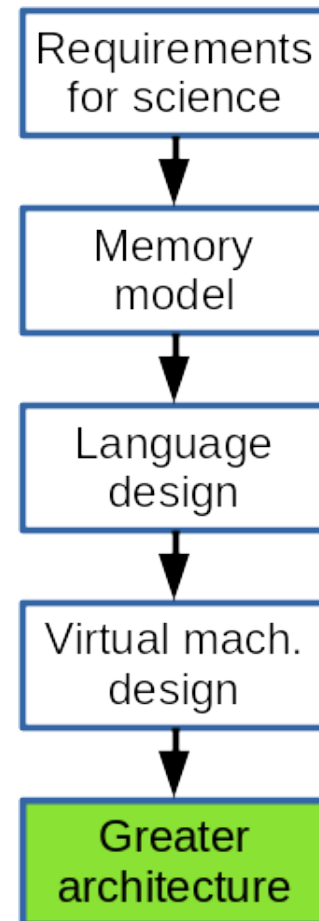 Requirements
for science
Memory
model
Language
design
Virtual mach.
design
Greater
architecture